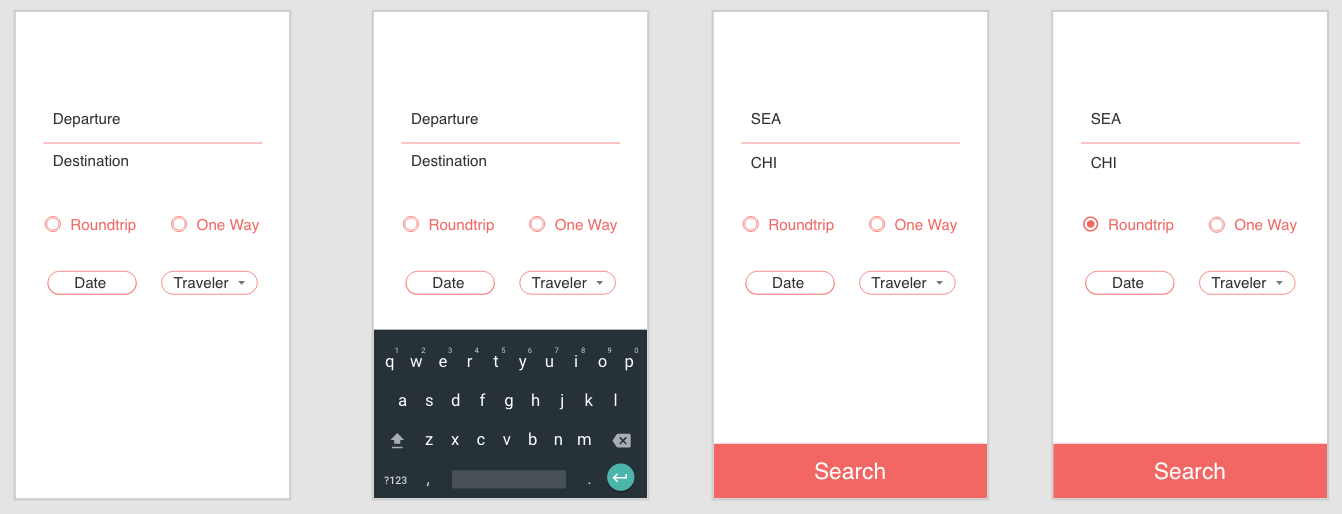 Departure
Destination
Roundtrip One Way
Date Traveler
Departure
Destination
Roundtrip One Way
Date Traveler
1 2 3 4 5 6 7 8 9 0
q w e r t y u i o p
a s d f g h j k l
z x c v b n m
?123 , .
SEA
CHI
Roundtrip One Way
Date Traveler
Search
SEA
CHI
Roundtrip One Way
Date Traveler
Search